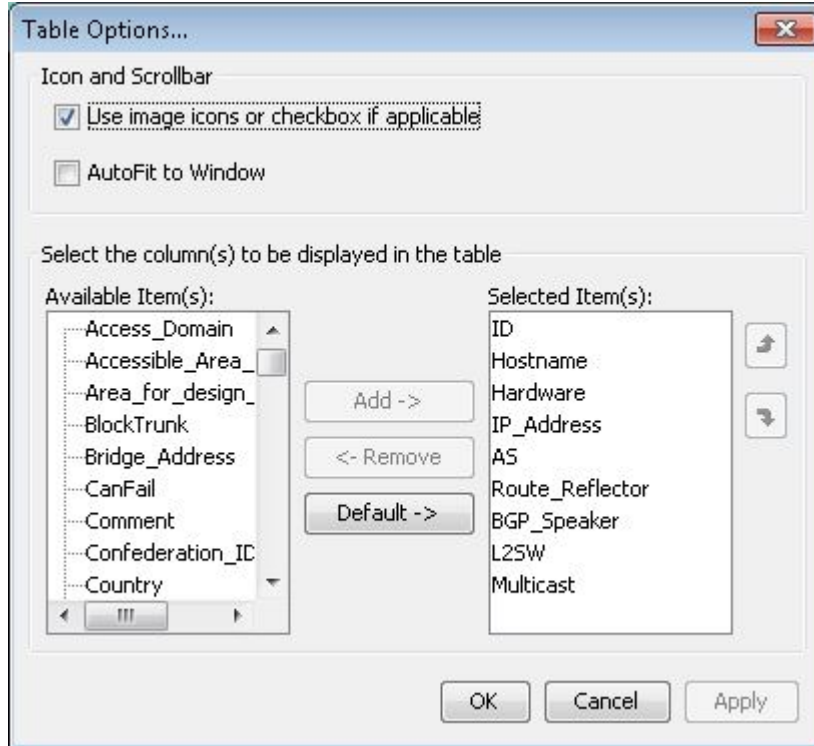 Table Options...
Icon and Scrollbar
Use image icons or checkbox if applicable
AutoFit to Window
Select the column(s) to be displayed in the table
Available Item(s):
Access_Domain
Accessible_Area_
Area_for_design_
BlockTrunk
Bridge_Address
CanFail
Comment
Confederation_ID
Country
Add ->
<- Remove
Default ->
Selected Item(s):
ID
Hostname
Hardware
IP_Address
AS
Route_Reflector
BGP_Speaker
L2SW
Multicast
OK
Cancel
Apply